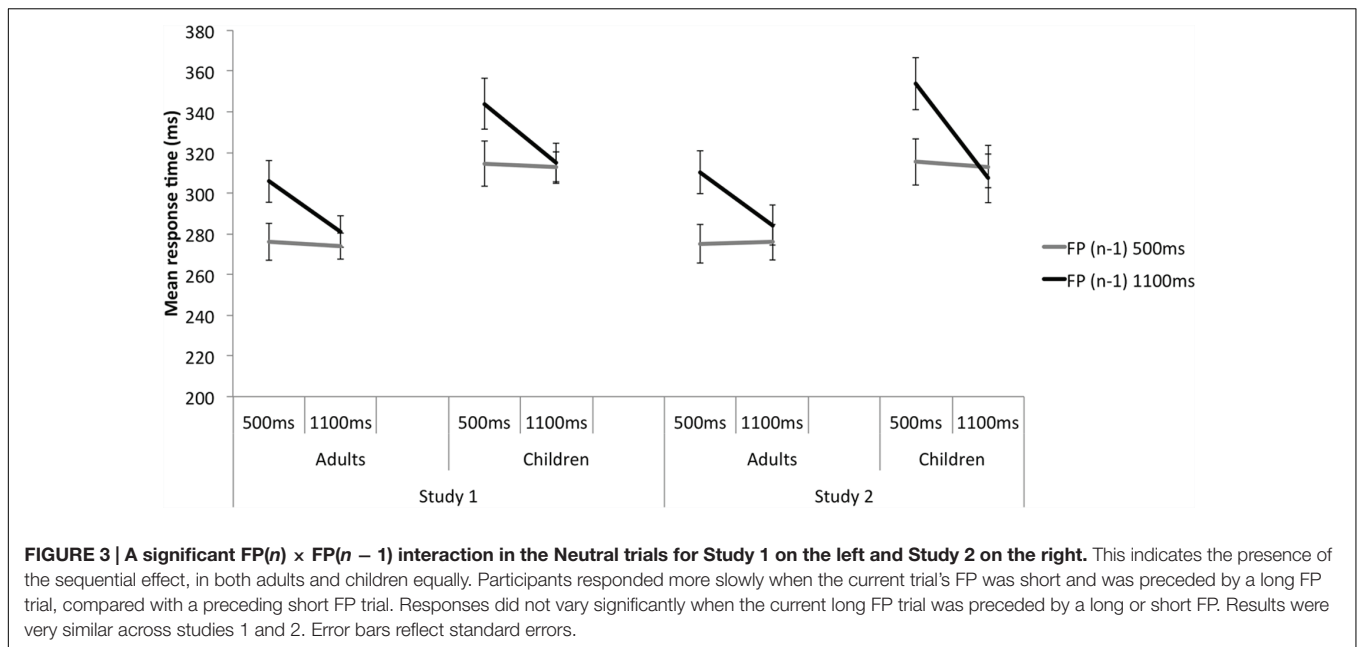 380
360
340
320
300
280
260
240
220
200
Mean response time (ms)
FP (n-1) 500ms
FP (n-1) 1100ms
500ms 1100ms 500ms 1100ms 500ms 1100ms 500ms 1100ms
Adults Children Adults Children
Study 1 Study 2
FIGURE 3 | A significant FP(n) × FP(n − 1) interaction in the Neutral trials for Study 1 on the left and Study 2 on the right. This indicates the presence of
the sequential effect, in both adults and children equally. Participants responded more slowly when the current trial's FP was short and was preceded by a long FP
trial, compared with a preceding short FP trial. Responses did not vary significantly when the current long FP trial was preceded by a long or short FP. Results were
very similar across studies 1 and 2. Error bars reflect standard errors.